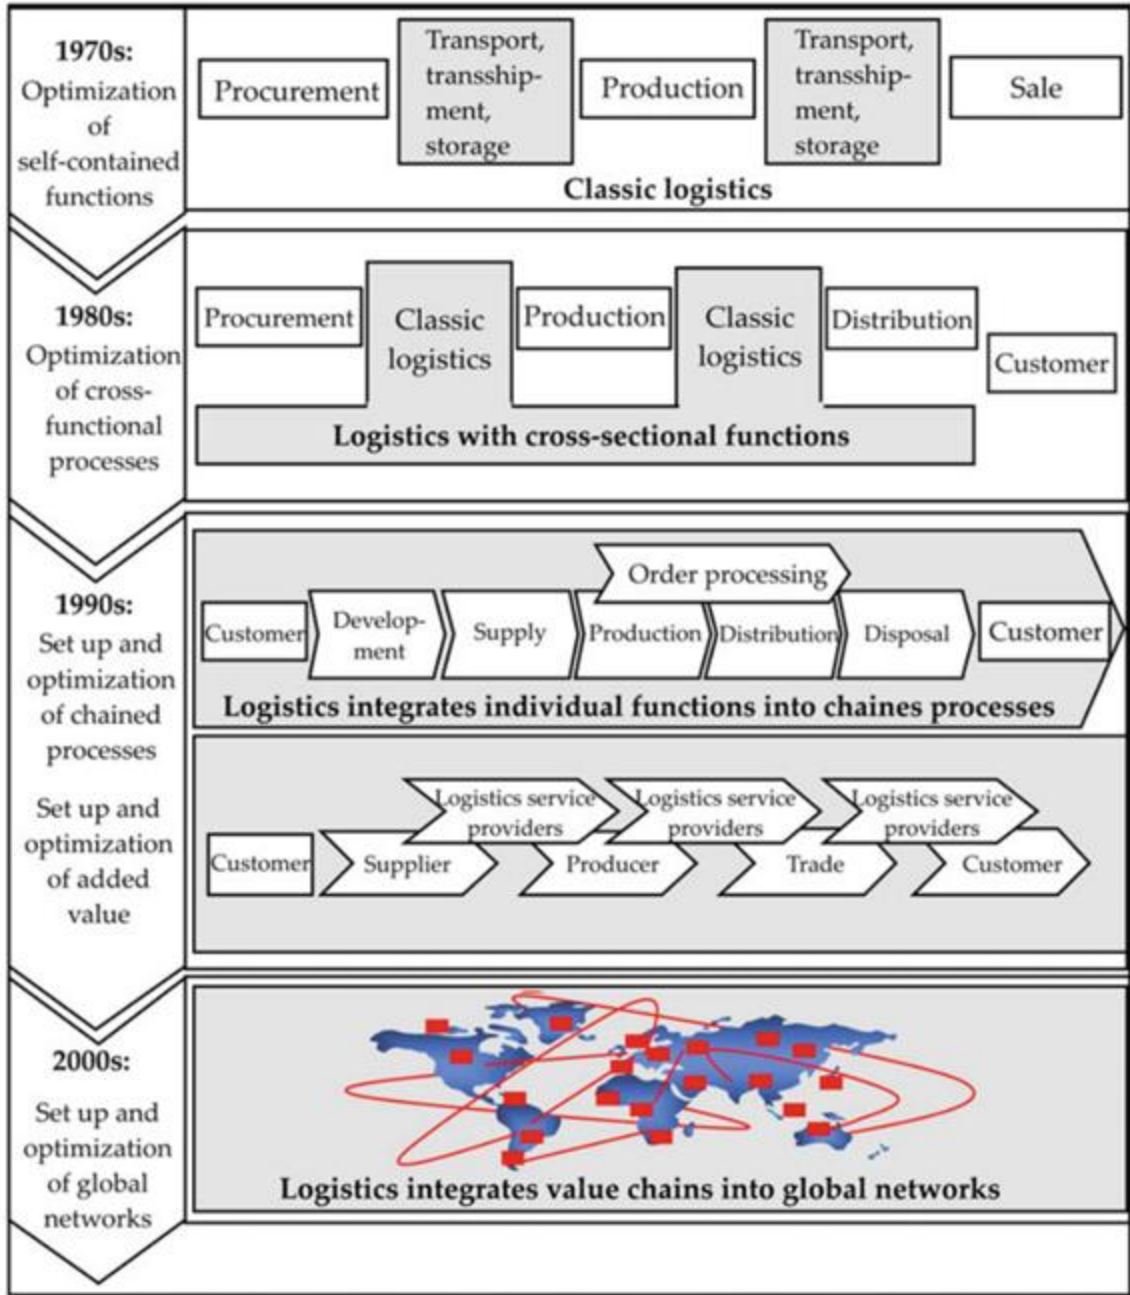 1970s:
Optimization
of
self-contained
functions
Procurement
Transport,
transship-
ment,
storage
Production
Transport,
transship-
ment,
storage
Sale
Classic logistics
1980s:
Optimization
of cross-
functional
processes
Procurement
Classic
logistics
Production
Classic
logistics
Distribution
Customer
Logistics with cross-sectional functions
1990s:
Set up and
optimization
of chained
processes
Set up and
optimization
of added
value
Order processing
Customer
Develop-
ment
Supply
Production
Distribution
Disposal
Customer
Logistics integrates individual functions into chaines processes
Logistics service
providers
Logistics service
providers
Logistics service
providers
Customer
Supplier
Producer
Trade
Customer
2000s:
Set up and
optimization
of global
networks
Logistics integrates value chains into global networks